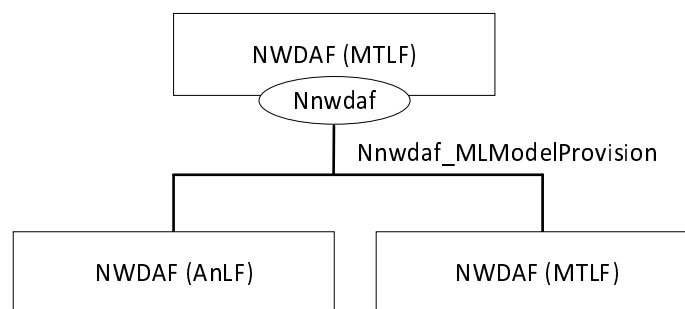 NWDAF (MTLF)
Nnwdaf
Nnwdaf_MLModelProvision
NWDAF (AnLF)
NWDAF (MTLF)